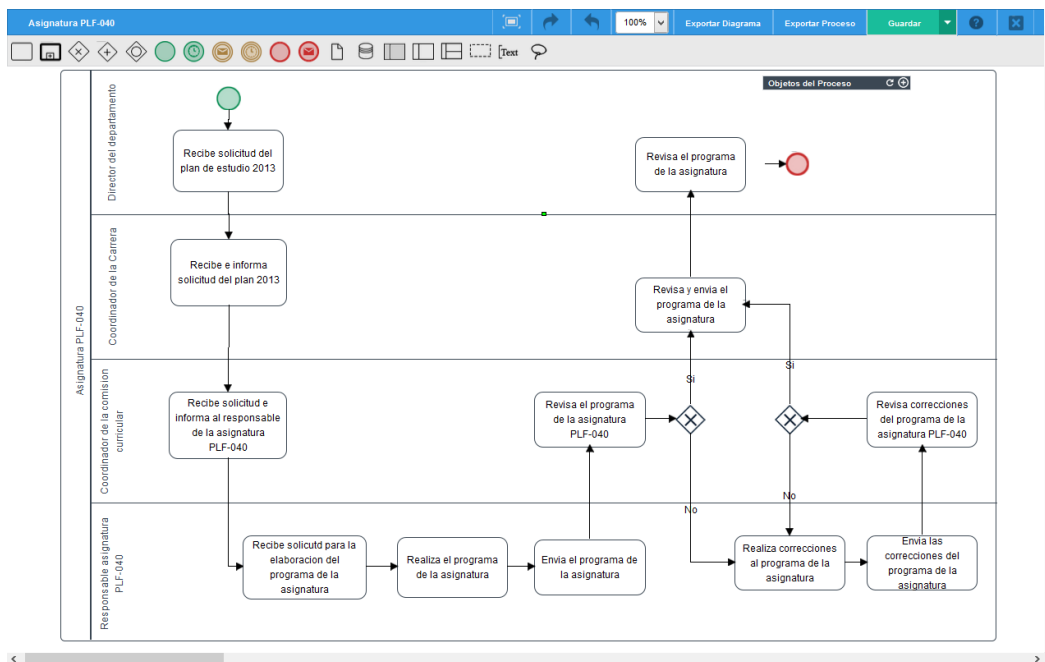 Asignatura PLF-040
100%
Exportar Diagrama
Exportar Proceso
Guardar
?
Text
Objetos del Proceso
Asignatura PLF-040
Director del departamento
Recibe solicitud del
plan de estudio 2013
Revisa el programa
de la asignatura
Coordinador de la Carrera
Recibe e informa
solicitud del plan 2013
Revisa y envia el
programa de la
asignatura
Coordinador de la comision
curricular
Recibe solicitud e
informa al responsable
de la asignatura
PLF-040
Revisa el programa
de la asignatura
PLF-040
Si
No
Si
No
Revisa correcciones
del programa de la
asignatura PLF-040
Responsable asignatura
PLF-040
Recibe solicutd para la
elaboracion del
programa de la
asignatura
Realiza el programa
de la asignatura
Envia el programa de
la asignatura
Realiza correcciones
al programa de la
asignatura
Envia las
correcciones del
programa de la
asignatura